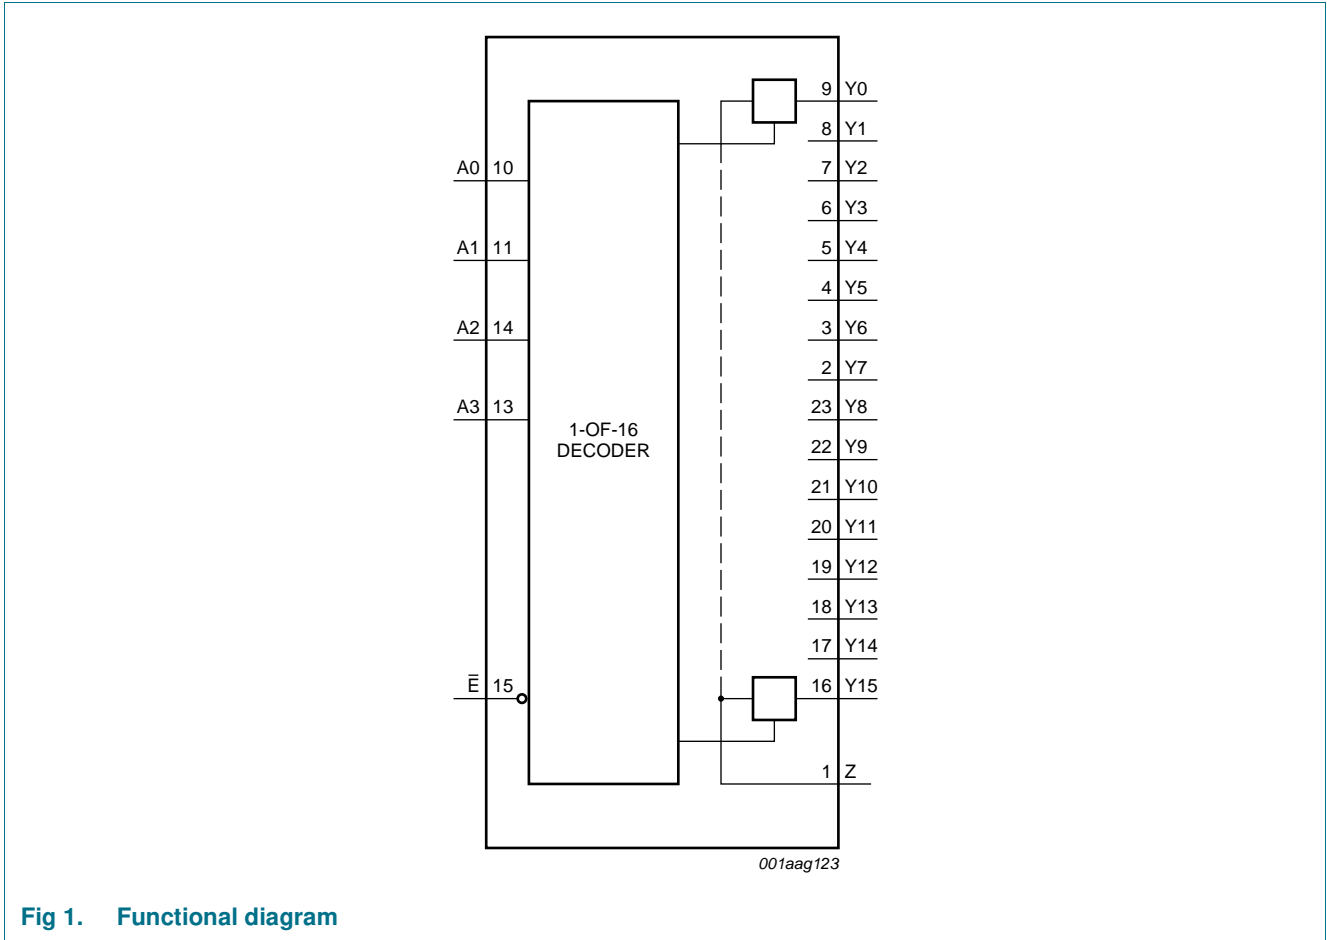 9 Y0
8 Y1
A0 10
7 Y2
6 Y3
A1 11
5 Y4
4 Y5
A2 14
3 Y6
2 Y7
A3 13
23 Y8
1-OF-16
DECODER
22 Y9
21 Y10
20 Y11
19 Y12
18 Y13
17 Y14
E̅ 15
16 Y15
1 Z
001aag123
Fig 1. Functional diagram